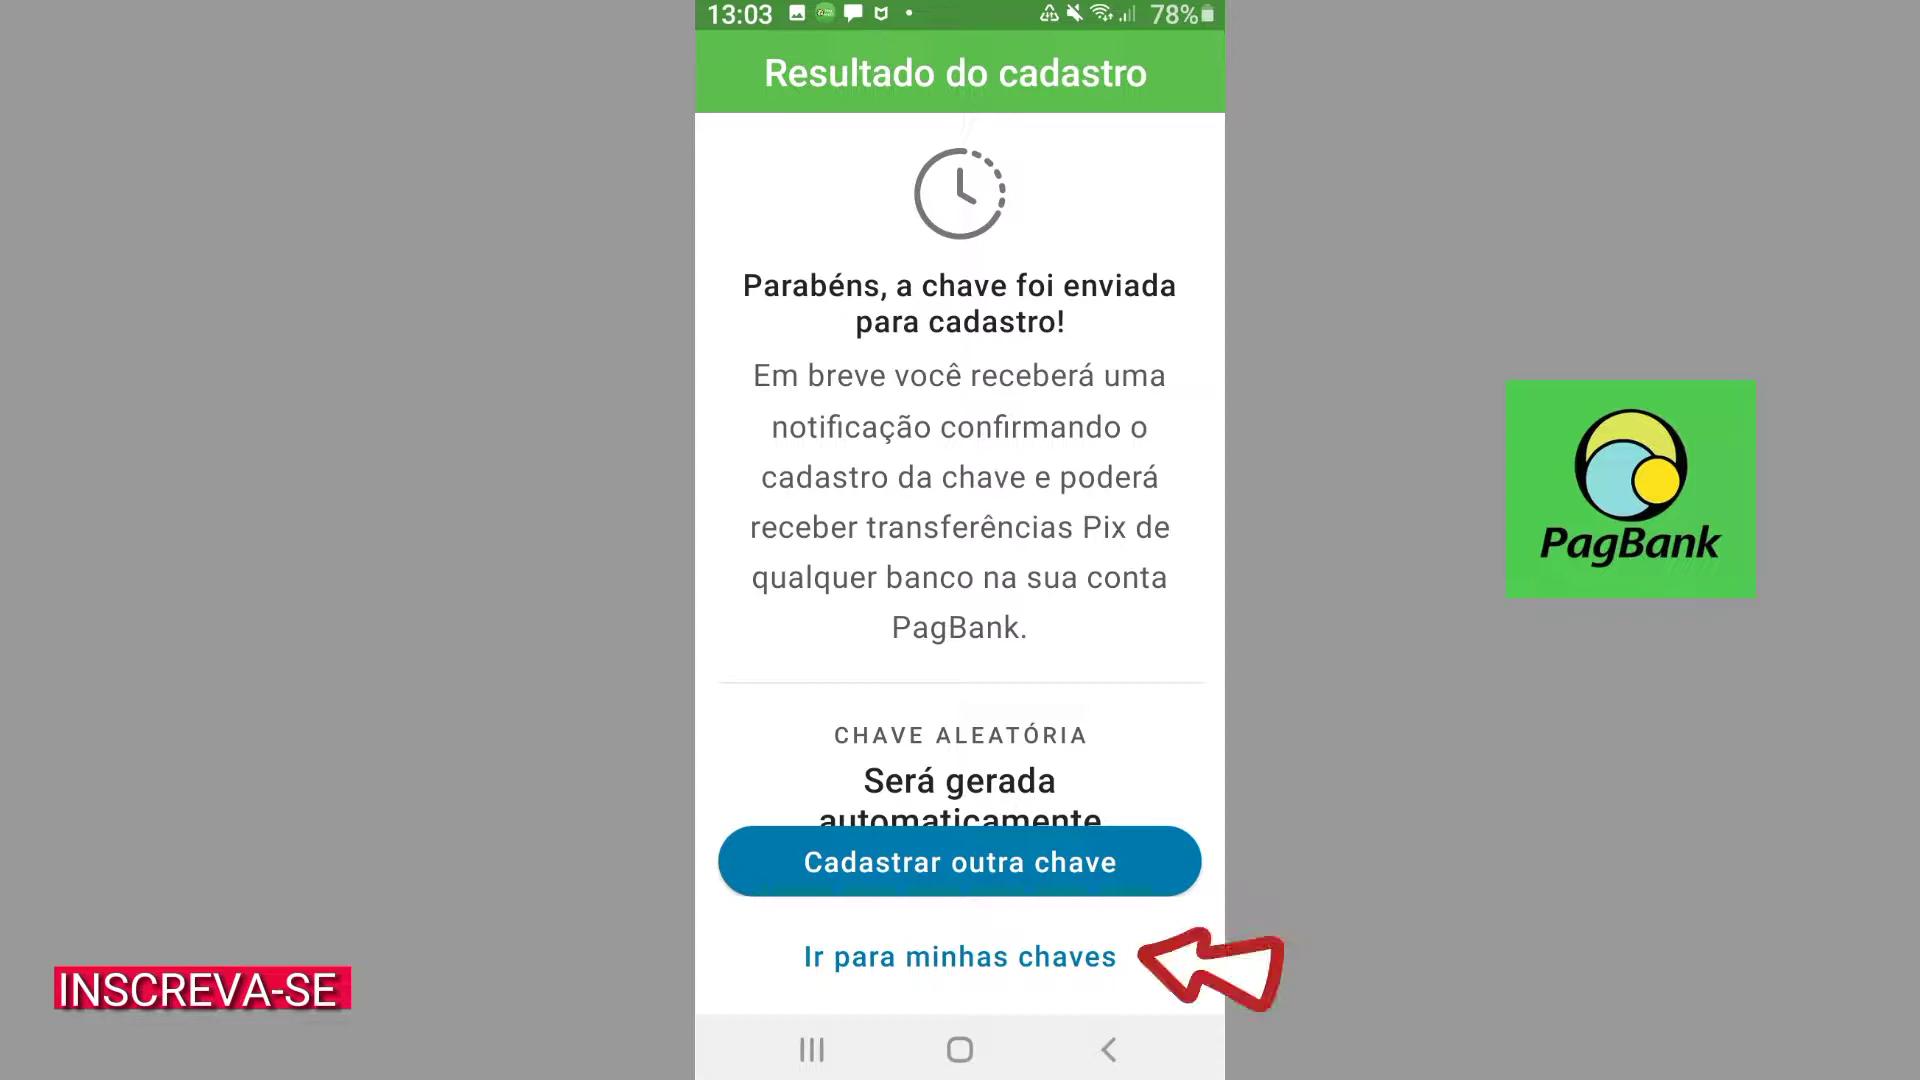 13:03
78%
Resultado do cadastro
Parabéns, a chave foi enviada
para cadastro!
Em breve você receberá uma
notificação confirmando o
cadastro da chave e poderá
receber transferências Pix de
qualquer banco na sua conta
PagBank.
CHAVE ALEATÓRIA
Será gerada
automaticamente
Cadastrar outra chave
Ir para minhas chaves
PagBank
INSCREVA-SE